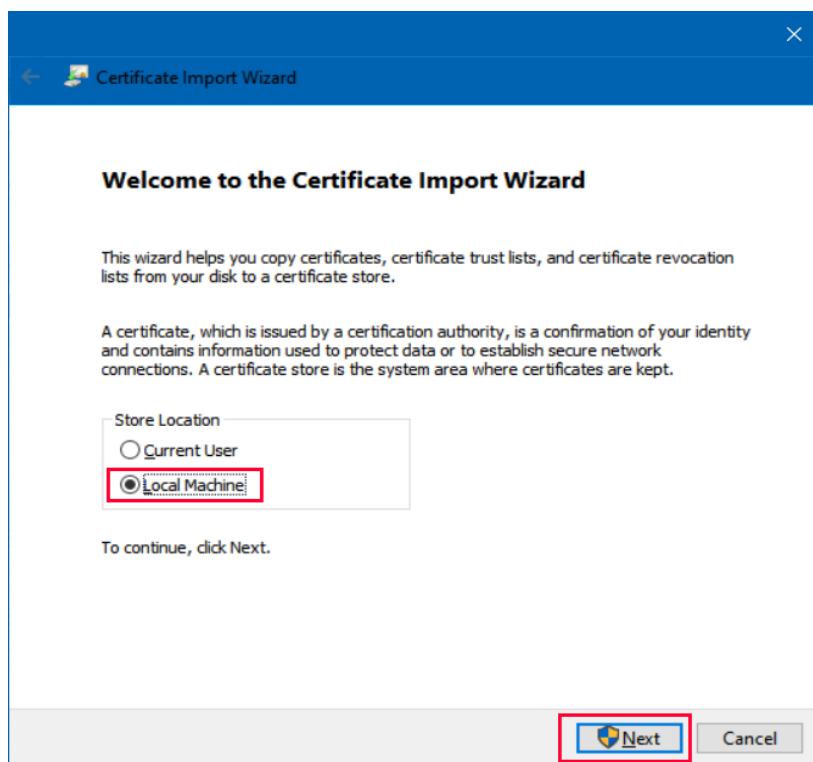 Certificate Import Wizard
Welcome to the Certificate Import Wizard
This wizard helps you copy certificates, certificate trust lists, and certificate revocation
lists from your disk to a certificate store.
A certificate, which is issued by a certification authority, is a confirmation of your identity
and contains information used to protect data or to establish secure network
connections. A certificate store is the system area where certificates are kept.
Store Location
Current User
Local Machine
To continue, click Next.
Next Cancel